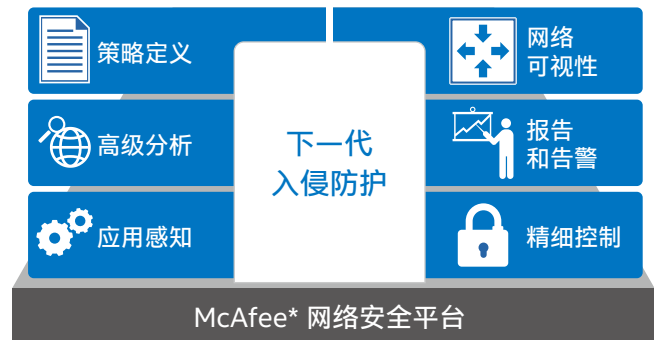 策略定义
网络
可视性
高级分析
下一代
入侵防护
报告
和告警
应用感知
精细控制
McAfee* 网络安全平台